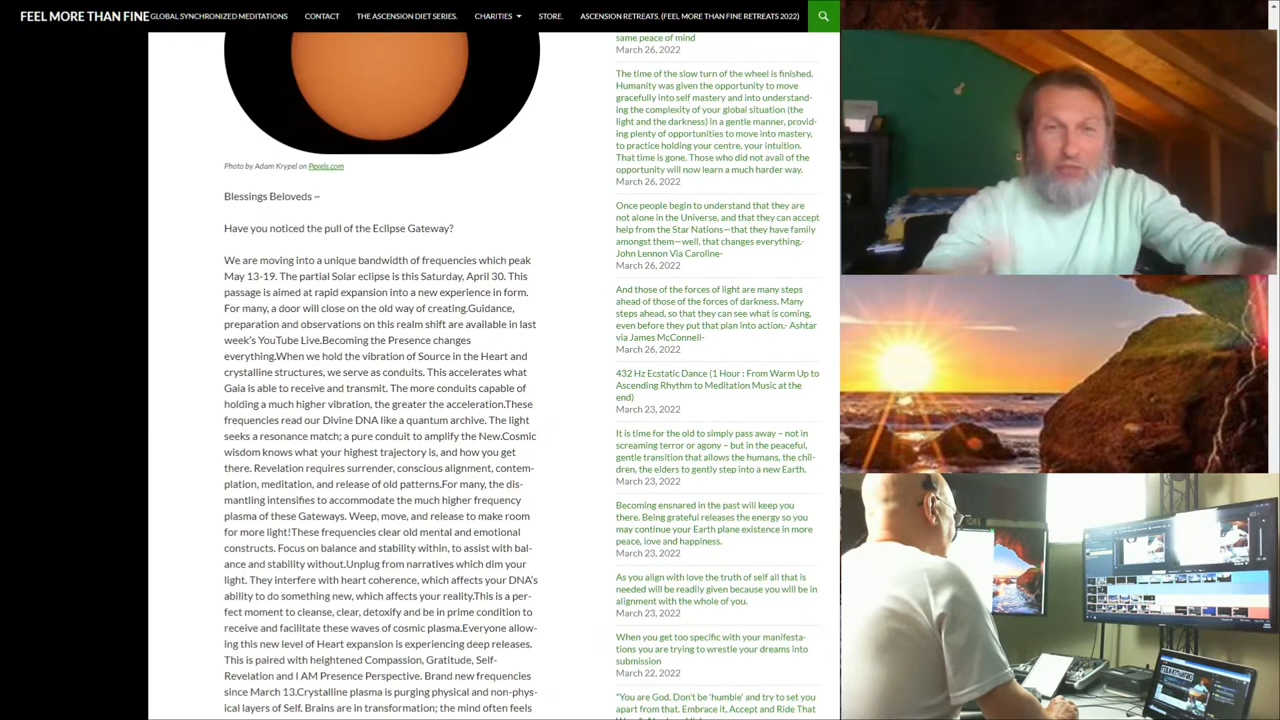 FEEL MORE THAN FINE
GLOBAL SYNCHRONIZED MEDITATIONS
CONTACT
THE ASCENSION DIET SERIES.
CHARITIES
STORE.
ASCENSION RETREATS. (FEEL MORE THAN FINE RETREATS 2022)
Photo by Adam Krypel on Pexels.com
Blessings Beloveds ~
Have you noticed the pull of the Eclipse Gateway?
We are moving into a unique bandwidth of frequencies which peak
May 13-19. The partial Solar eclipse is this Saturday, April 30. This
passage is aimed at rapid expansion into a new experience in form.
For many, a door will close on the old way of creating.Guidance,
preparation and observations on this realm shift are available in last
week's YouTube Live.Becoming the Presence changes
everything.When we hold the vibration of Source in the Heart and
crystalline structures, we serve as conduits. This accelerates what
Gaia is able to receive and transmit. The more conduits capable of
holding a much higher vibration, the greater the acceleration.These
frequencies read our Divine DNA like a quantum archive. The light
seeks a resonance match; a pure conduit to amplify the New.Cosmic
wisdom knows what your highest trajectory is, and how you get
there. Revelation requires surrender, conscious alignment, contem-
plation, meditation, and release of old patterns.For many, the dis-
mantling intensifies to accommodate the much higher frequency
plasma of these Gateways. Weep, move, and release to make room
for more light!These frequencies clear old mental and emotional
constructs. Focus on balance and stability within, to assist with bal-
ance and stability without.Unplug from narratives which dim your
light. They interfere with heart coherence, which affects your DNA's
ability to do something new, which affects your reality.This is a per-
fect moment to cleanse, clear, detoxify and be in prime condition to
receive and facilitate these waves of cosmic plasma.Everyone allow-
ing this new level of Heart expansion is experiencing deep releases.
This is paired with heightened Compassion, Gratitude, Self-
Revelation and I AM Presence Perspective. Brand new frequencies
since March 13.Crystalline plasma is purging physical and non-phys-
ical layers of Self. Brains are in transformation; the mind often feels
same peace of mind
March 26, 2022
The time of the slow turn of the wheel is finished.
Humanity was given the opportunity to move
gracefully into self mastery and into understand-
ing the complexity of your global situation (the
light and the darkness) in a gentle manner, provid-
ing plenty of opportunities to move into mastery,
to practice holding your centre, your intuition.
That time is gone. Those who did not avail of the
opportunity will now learn a much harder way.
March 26, 2022
Once people begin to understand that they are
not alone in the Universe, and that they can accept
help from the Star Nations—that they have family
amongst them—well, that changes everything.-
John Lennon Via Caroline-
March 26, 2022
And those of the forces of light are many steps
ahead of those of the forces of darkness. Many
steps ahead, so that they can see what is coming,
even before they put that plan into action.- Ashtar
via James McConnell-
March 26, 2022
432 Hz Ecstatic Dance (1 Hour : From Warm Up to
Ascending Rhythm to Meditation Music at the
end)
March 23, 2022
It is time for the old to simply pass away – not in
screaming terror or agony – but in the peaceful,
gentle transition that allows the humans, the chil-
dren, the elders to gently step into a new Earth.
March 23, 2022
Becoming ensnared in the past will keep you
there. Being grateful releases the energy so you
may continue your Earth plane existence in more
peace, love and happiness.
March 23, 2022
As you align with love the truth of self all that is
needed will be readily given because you will be in
alignment with the whole of you.
March 23, 2022
When you get too specific with your manifesta-
tions you are trying to wrestle your dreams into
submission
March 22, 2022
"You are God. Don't be 'humble' and try to set you
apart from that. Embrace it, Accept and Ride That